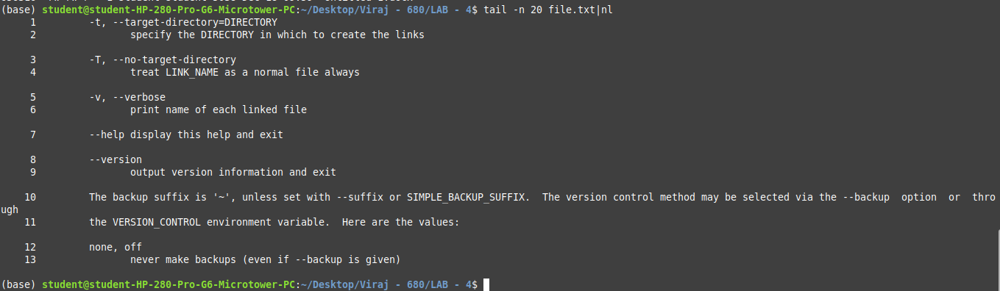 (base) student@student-HP-280-Pro-G6-Microtower-PC:~/Desktop/Viraj - 680/LAB - 4$ tail -n 20 file.txt|nl
1 -t, --target-directory=DIRECTORY
2 specify the DIRECTORY in which to create the links
3 -T, --no-target-directory
4 treat LINK_NAME as a normal file always
5 -v, --verbose
6 print name of each linked file
7 --help display this help and exit
8 --version
9 output version information and exit
10 The backup suffix is '~', unless set with --suffix or SIMPLE_BACKUP_SUFFIX.  The version control method may be selected via the --backup  option  or  thro
ugh
11 the VERSION_CONTROL environment variable.  Here are the values:
12 none, off
13 never make backups (even if --backup is given)
(base) student@student-HP-280-Pro-G6-Microtower-PC:~/Desktop/Viraj - 680/LAB - 4$